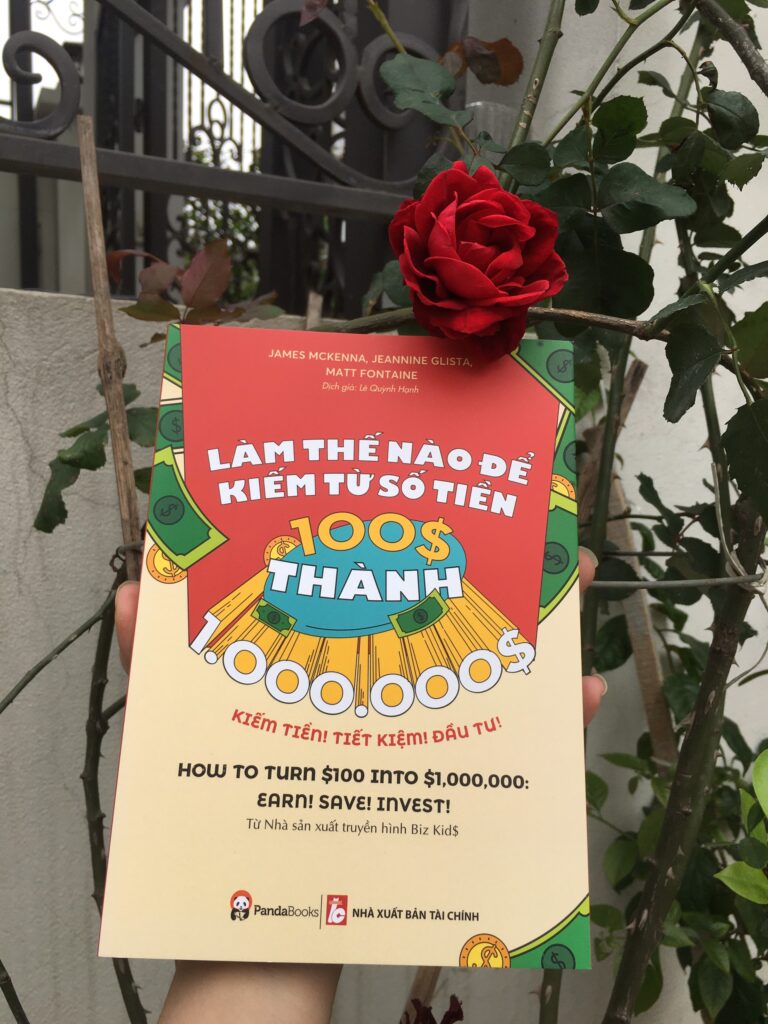 JAMES MCKENNA, JEANNINE GLISTA,
MATT FONTAINE
Dịch giả: Lê Quỳnh Hạnh
LÀM THẾ NÀO ĐỂ
KIẾM TỪ SỐ TIỀN
100$
THÀNH
1.000.000$
KIẾM TIỀN! TIẾT KIỆM! ĐẦU TƯ!
HOW TO TURN $100 INTO $1,000,000:
EARN! SAVE! INVEST!
Từ Nhà sản xuất truyền hình Biz Kid$
PandaBooks NHÀ XUẤT BẢN TÀI CHÍNH